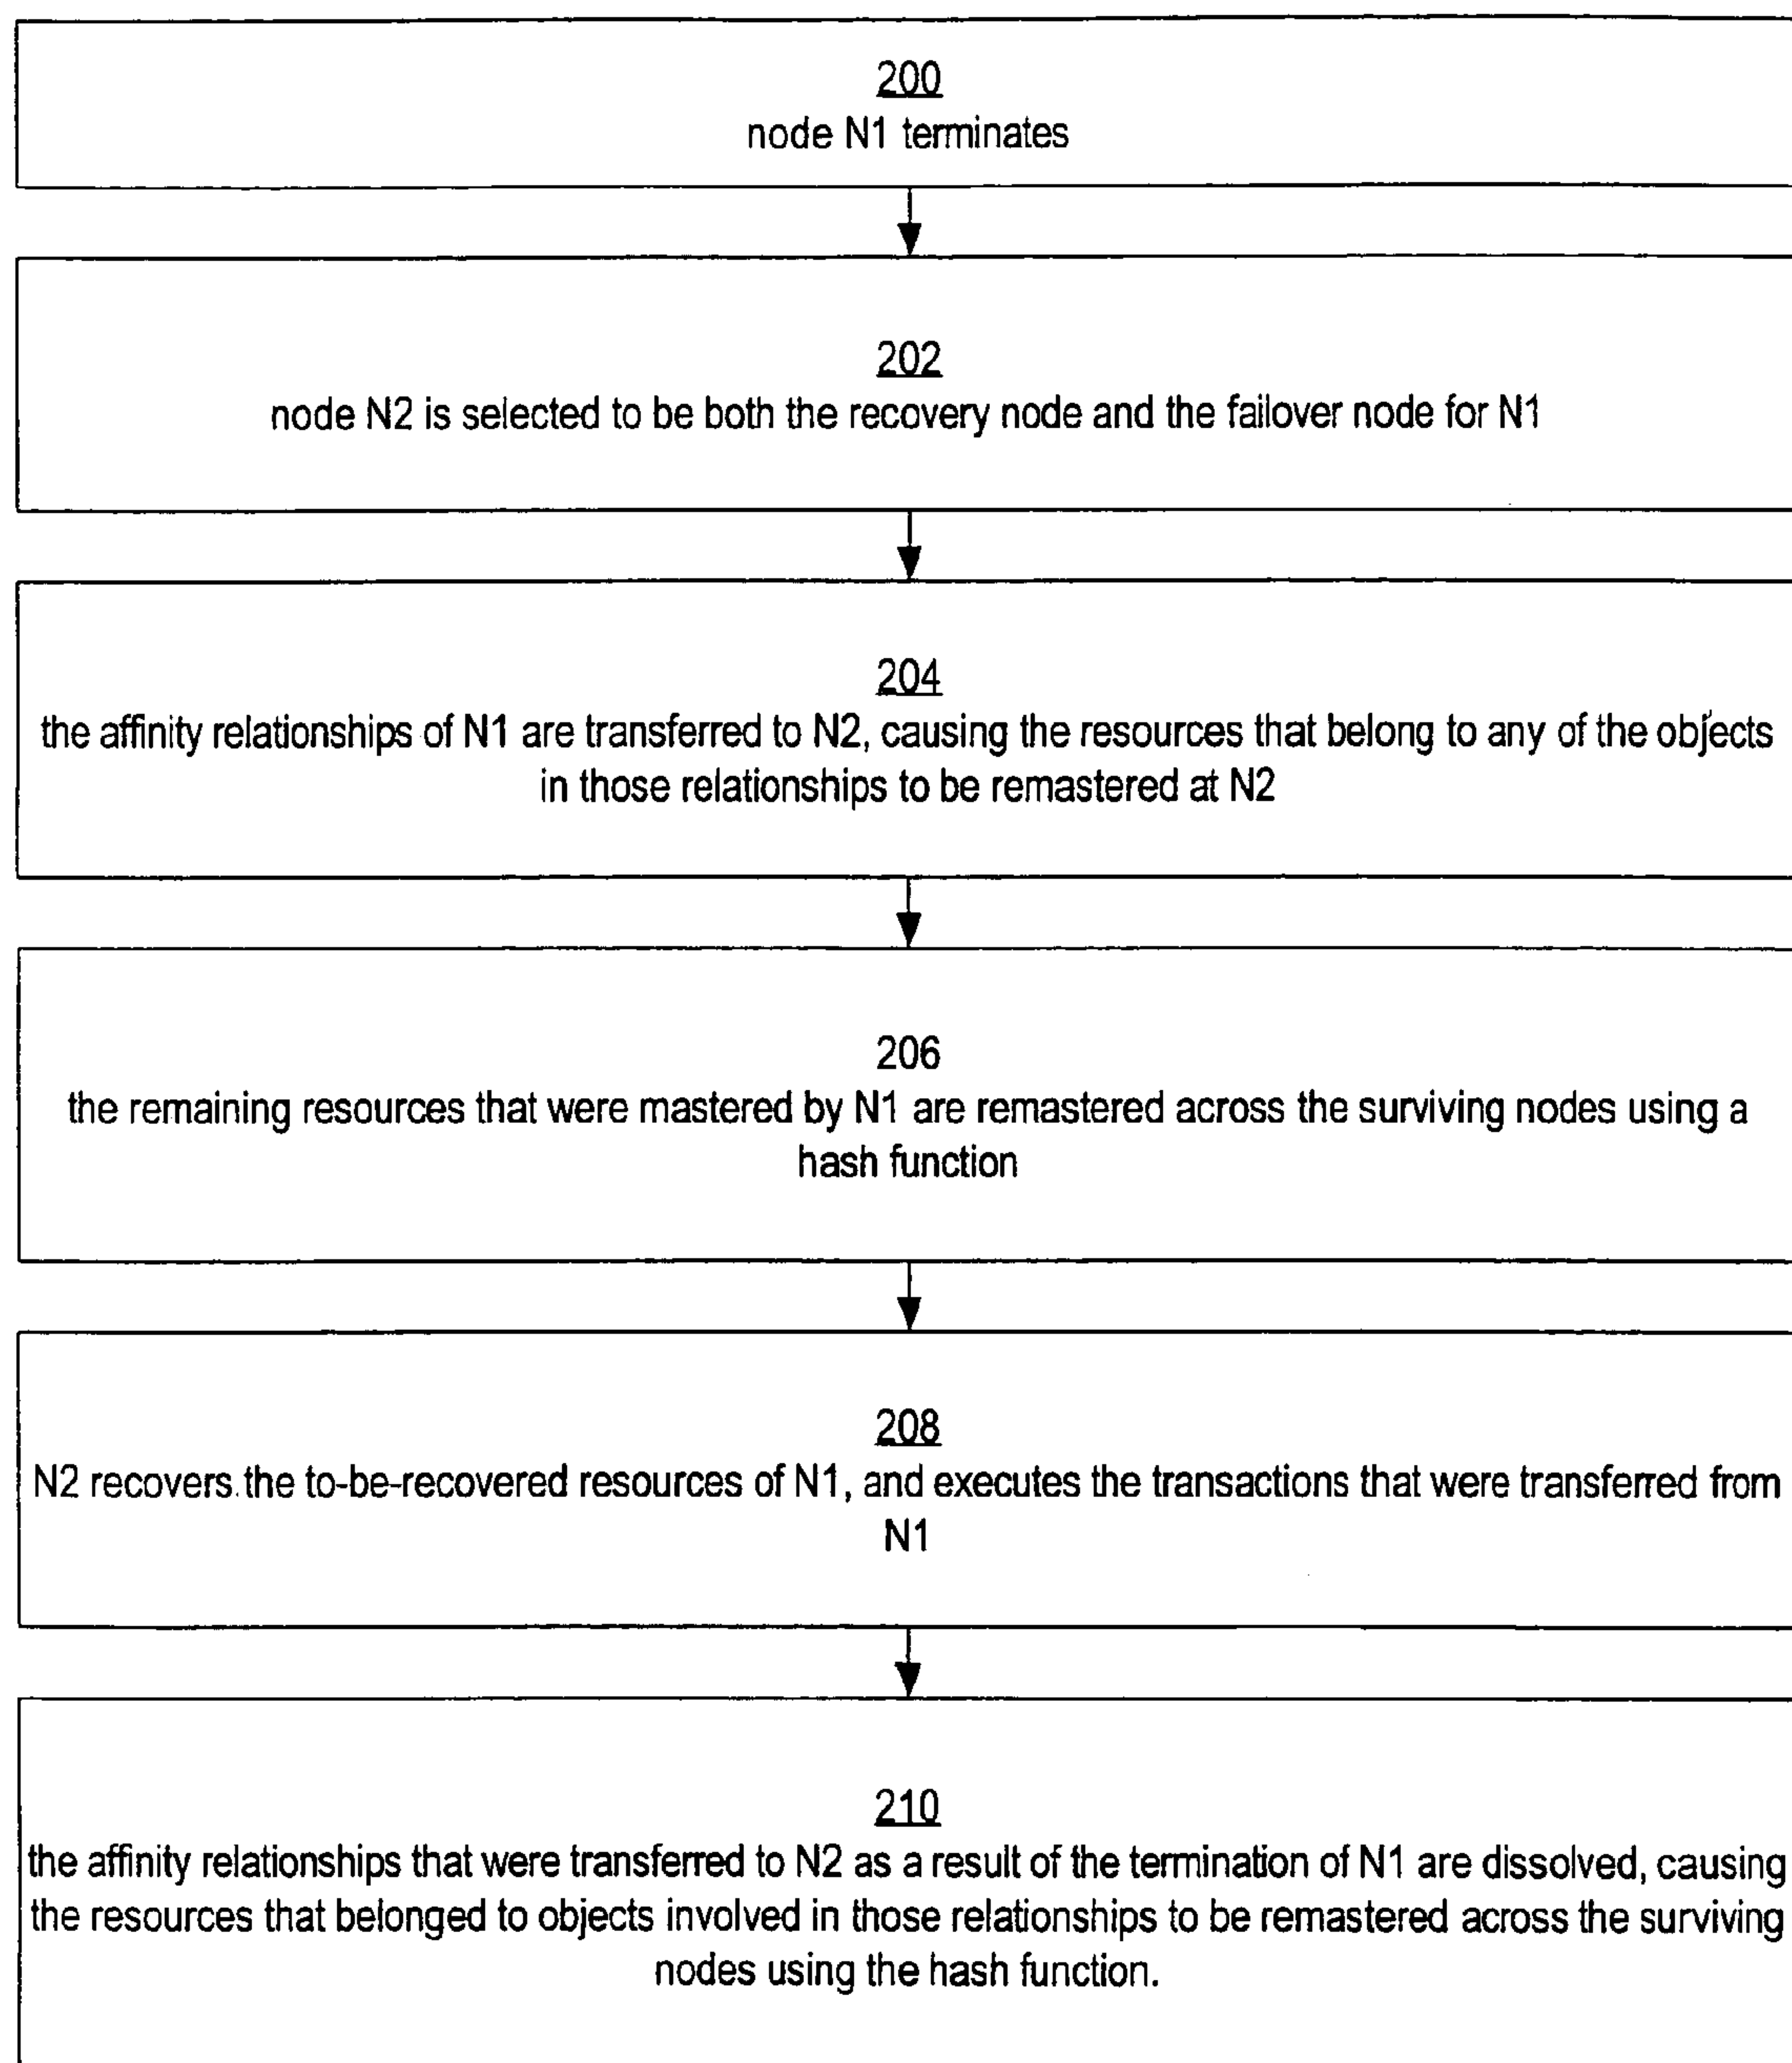 200
node N1 terminates
202
node N2 is selected to be both the recovery node and the failover node for N1
204
the affinity relationships of N1 are transferred to N2, causing the resources that belong to any of the objects
in those relationships to be remastered at N2
206
the remaining resources that were mastered by N1 are remastered across the surviving nodes using a
hash function
208
N2 recovers the to-be-recovered resources of N1, and executes the transactions that were transferred from
N1
210
the affinity relationships that were transferred to N2 as a result of the termination of N1 are dissolved, causing
the resources that belonged to objects involved in those relationships to be remastered across the surviving
nodes using the hash function.